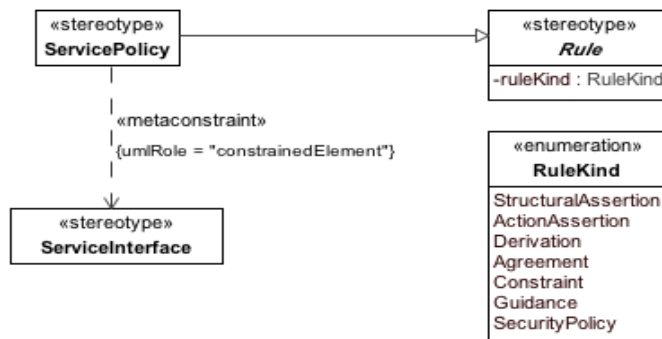 «stereotype»
ServicePolicy
«stereotype»
Rule
-ruleKind : RuleKind
«metaconstraint»
{umlRole = "constrainedElement"}
«stereotype»
ServiceInterface
«enumeration»
RuleKind
StructuralAssertion
ActionAssertion
Derivation
Agreement
Constraint
Guidance
SecurityPolicy